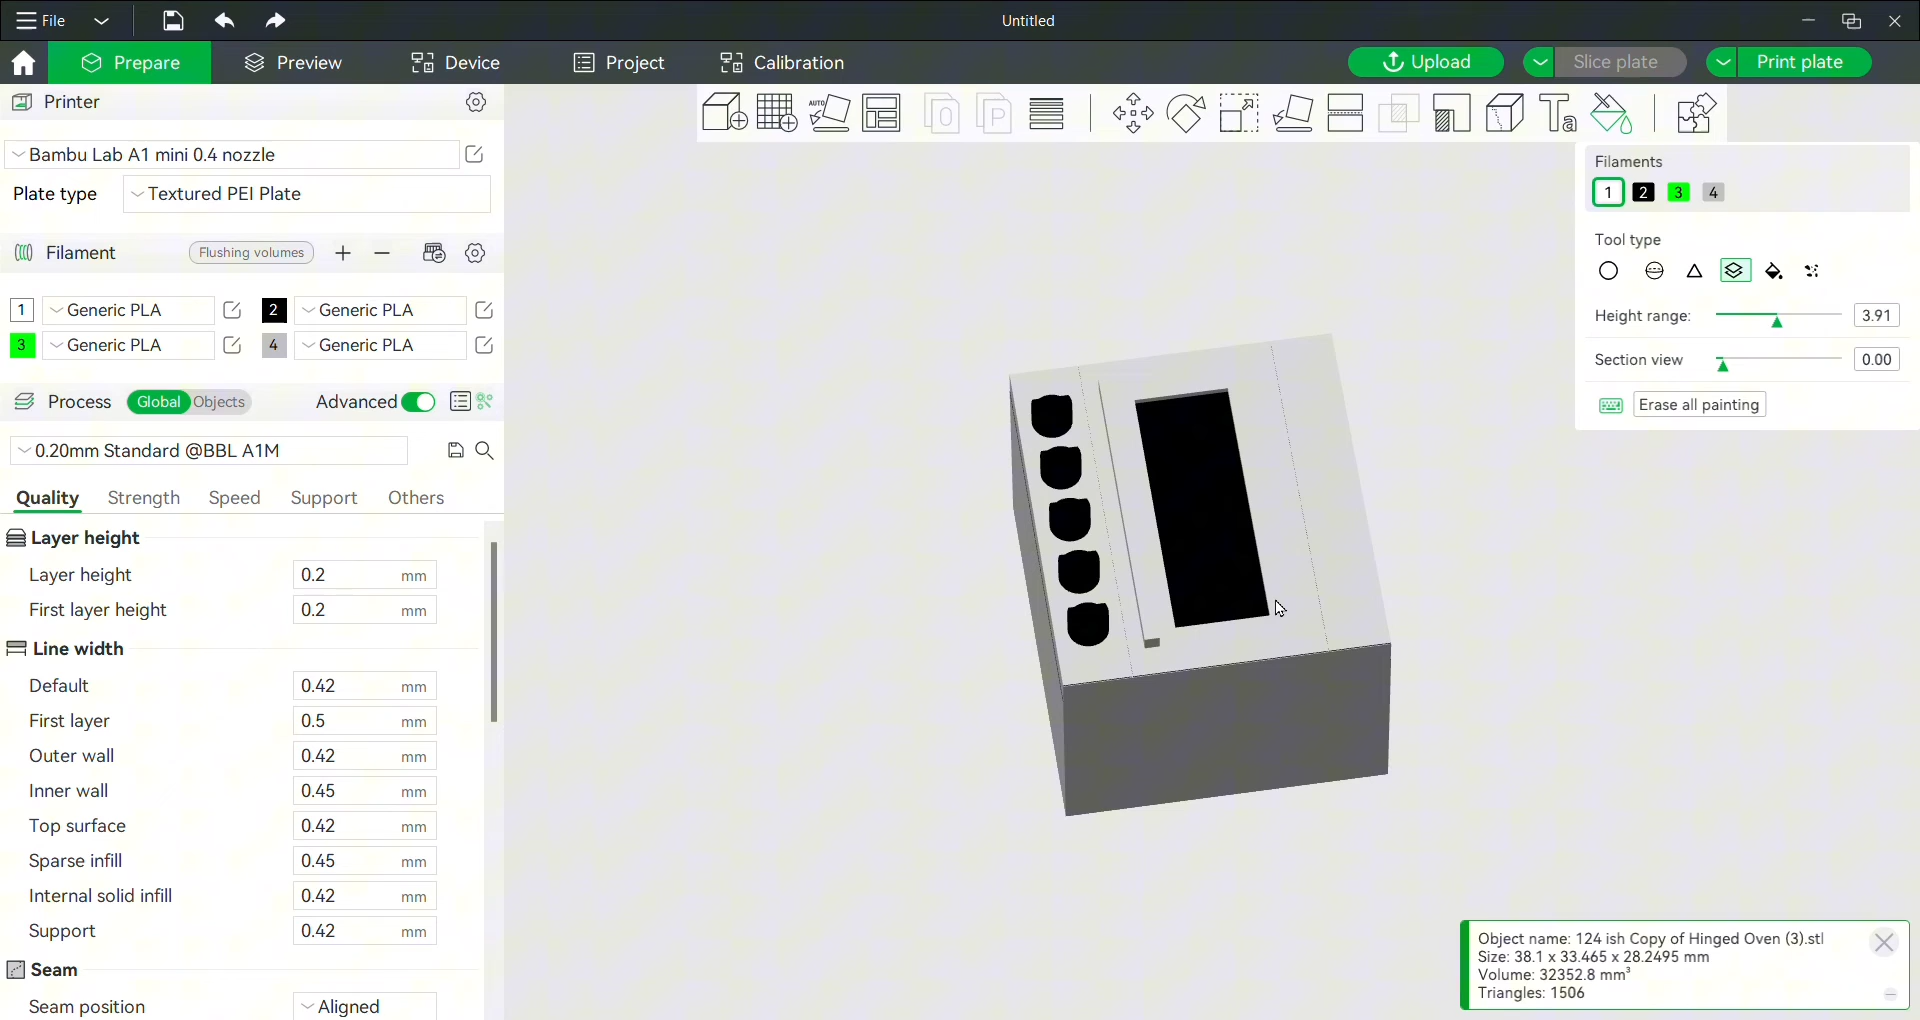 File
Untitled
Prepare
Preview
Device
Project
Calibration
Upload
Slice plate
Print plate
Printer
AUTO
O
P
Ta
Bambu Lab A1 mini 0.4 nozzle
Plate type
Textured PEI Plate
Filaments
1 2 3 4
Tool type
Filament
Flushing volumes
1 Generic PLA
2 Generic PLA
3 Generic PLA
4 Generic PLA
Height range: 3.91
Section view 0.00
Erase all painting
Process
Global
Objects
Advanced
0.20mm Standard @BBL A1M
Quality
Strength
Speed
Support
Others
Layer height
Layer height 0.2 mm
First layer height 0.2 mm
Line width
Default 0.42 mm
First layer 0.5 mm
Outer wall 0.42 mm
Inner wall 0.45 mm
Top surface 0.42 mm
Sparse infill 0.45 mm
Internal solid infill 0.42 mm
Support 0.42 mm
Seam
Seam position Aligned
Object name: 124 ish Copy of Hinged Oven (3).stl
Size: 38.1 x 33.465 x 28.2495 mm
Volume: 32352.8 mm³
Triangles: 1506